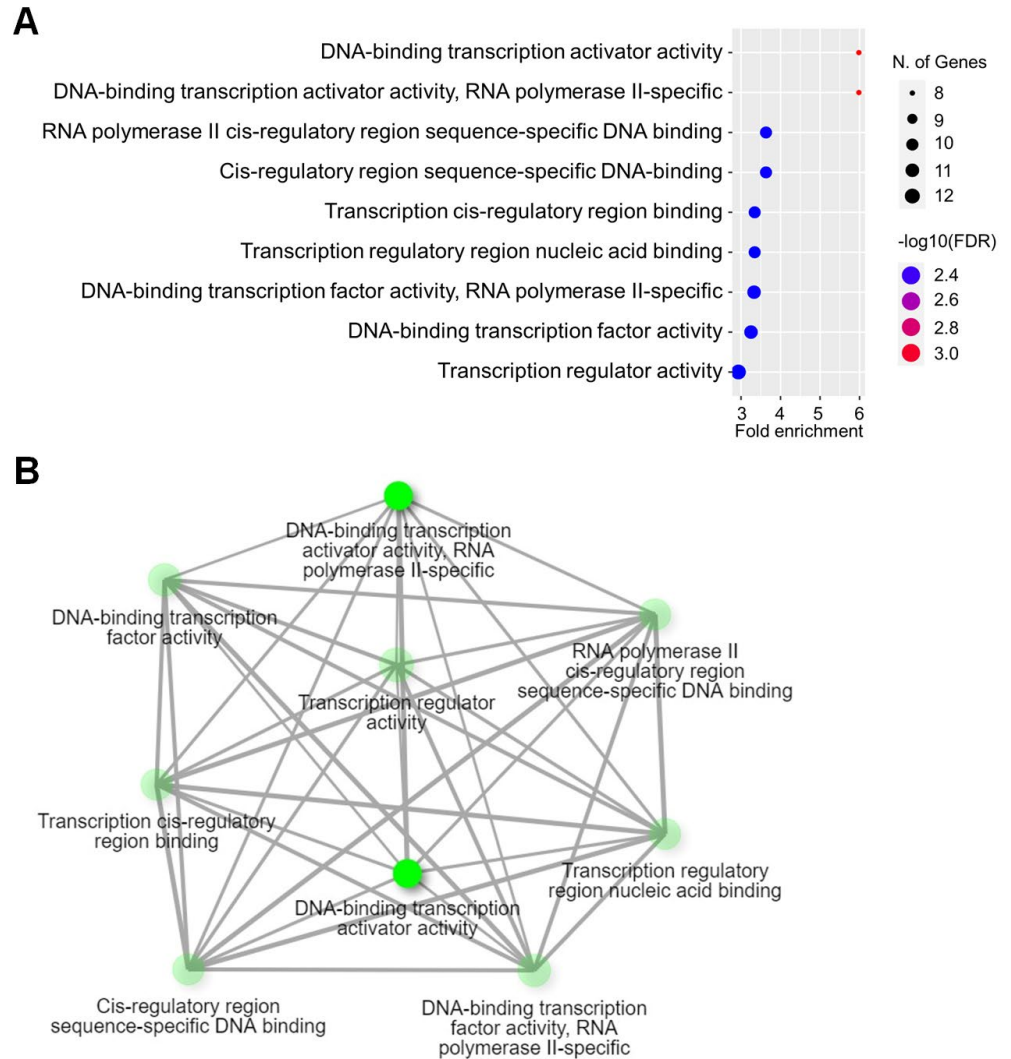 A
DNA-binding transcription activator activity
DNA-binding transcription activator activity, RNA polymerase II-specific
RNA polymerase II cis-regulatory region sequence-specific DNA binding
Cis-regulatory region sequence-specific DNA-binding
Transcription cis-regulatory region binding
Transcription regulatory region nucleic acid binding
DNA-binding transcription factor activity, RNA polymerase II-specific
DNA-binding transcription factor activity
Transcription regulator activity
3 4 5 6
Fold enrichment
N. of Genes
8
9
10
11
12
-log10(FDR)
2.4
2.6
2.8
3.0
B
DNA-binding transcription
activator activity, RNA
polymerase II-specific
DNA-binding transcription
factor activity
RNA polymerase II
cis-regulatory region
sequence-specific DNA binding
Transcription regulator
activity
Transcription cis-regulatory
region binding
Transcription regulatory
region nucleic acid binding
DNA-binding transcription
activator activity
Cis-regulatory region
sequence-specific DNA binding
DNA-binding transcription
factor activity, RNA
polymerase II-specific